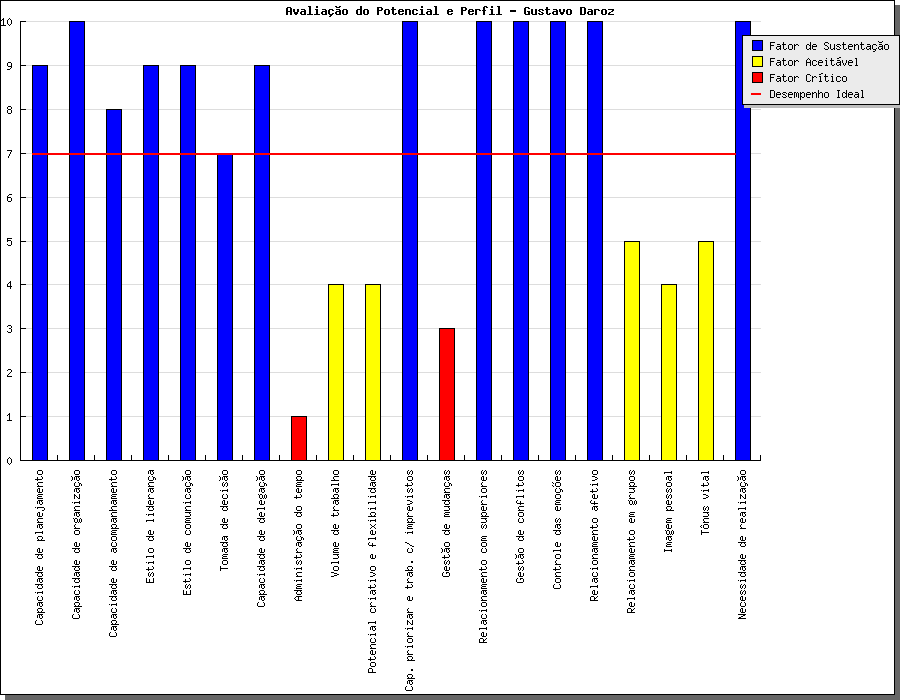 Avaliação do Potencial e Perfil - Gustavo Daroz
10
9
8
7
6
5
4
3
2
1
0
Fator de Sustentação
Fator Aceitável
Fator Crítico
Desempenho Ideal
Capacidade de planejamento
Capacidade de organização
Capacidade de acompanhamento
Estilo de liderança
Estilo de comunicação
Tomada de decisão
Capacidade de delegação
Administração do tempo
Volume de trabalho
Potencial criativo e flexibilidade
Cap. priorizar e trab. c/ imprevistos
Gestão de mudanças
Relacionamento com superiores
Gestão de conflitos
Controle das emoções
Relacionamento afetivo
Relacionamento em grupos
Imagem pessoal
Tônus vital
Necessidade de realização